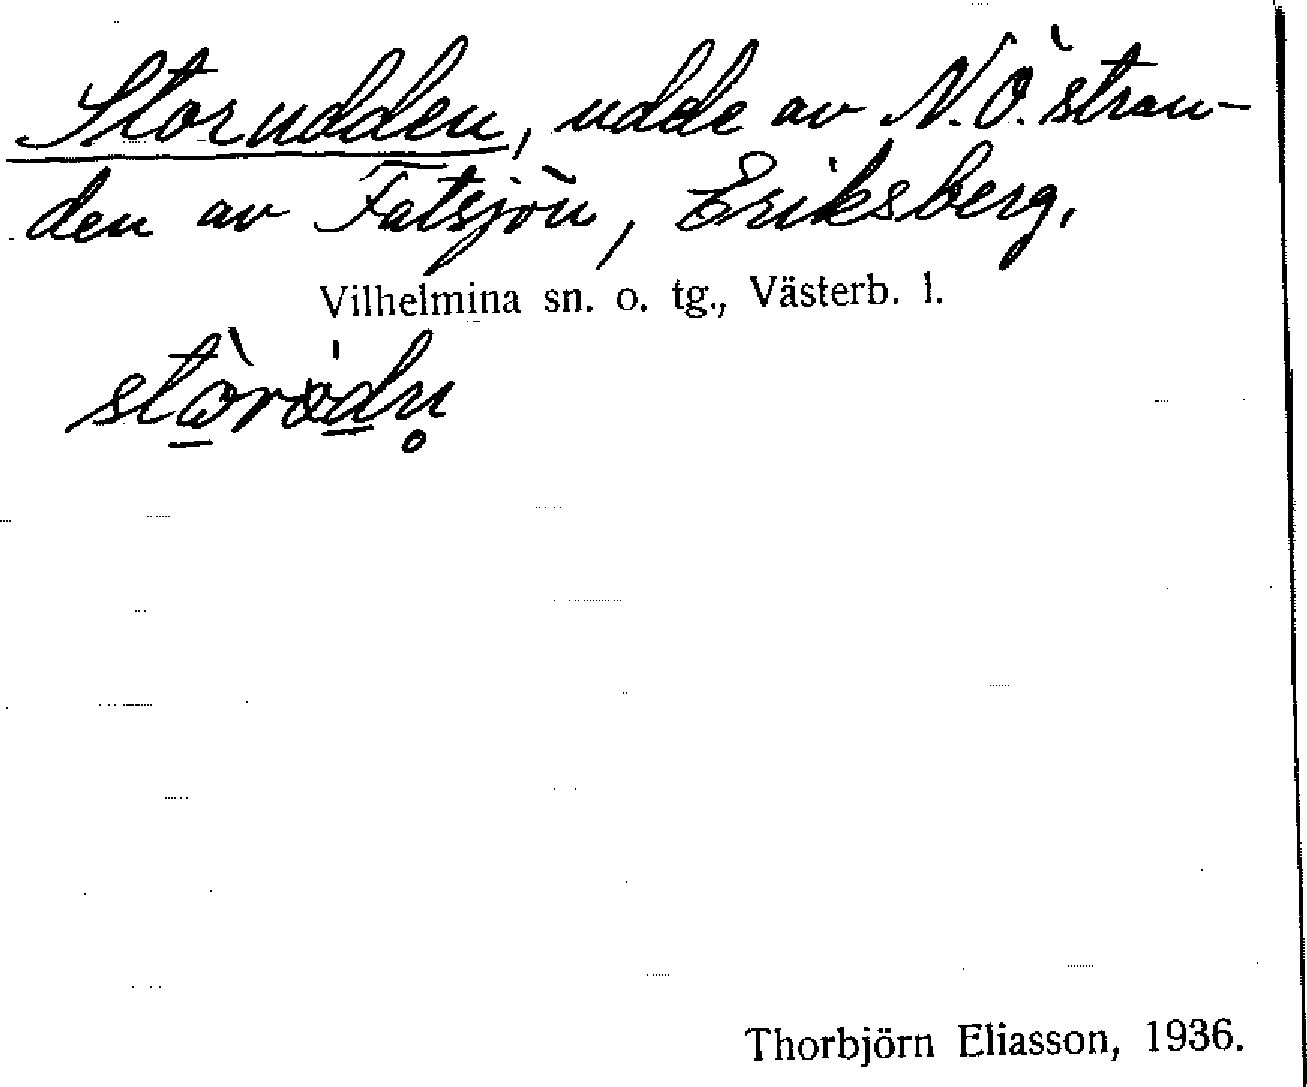 Storudden, udde av N.Ö. stran-
den av Fatsjön, Eriksberg.
Vilhelmina sn. o. tg., Västerb. l.
Thorbjörn Eliasson, 1936.